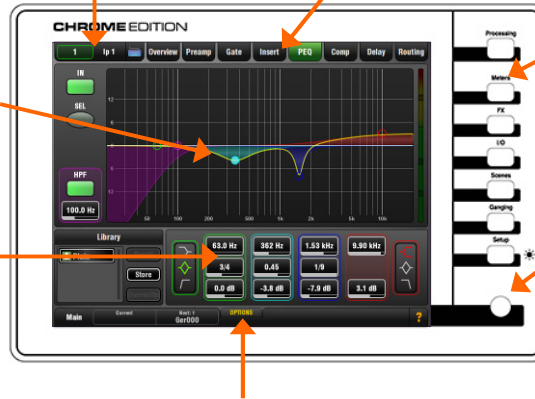 CHROMEEDITION
Processing
1 Ip 1 Overview Preamp Gate Insert PEQ Comp Delay Routing
IN
Meters
SEL
12
FX
6
I/O
0
HPF
6
Scenes
100.0 Hz
12
Ganging
50 100 200 500 1k 2k 5k 10k
Library
63.0 Hz 362 Hz 1.53 kHz 9.90 kHz
Setup
3/4 0.45 1/9
Store
0.0 dB -3.8 dB -7.9 dB 3.1 dB
Main Current Next: 1 OPTIONS ?
Ger000